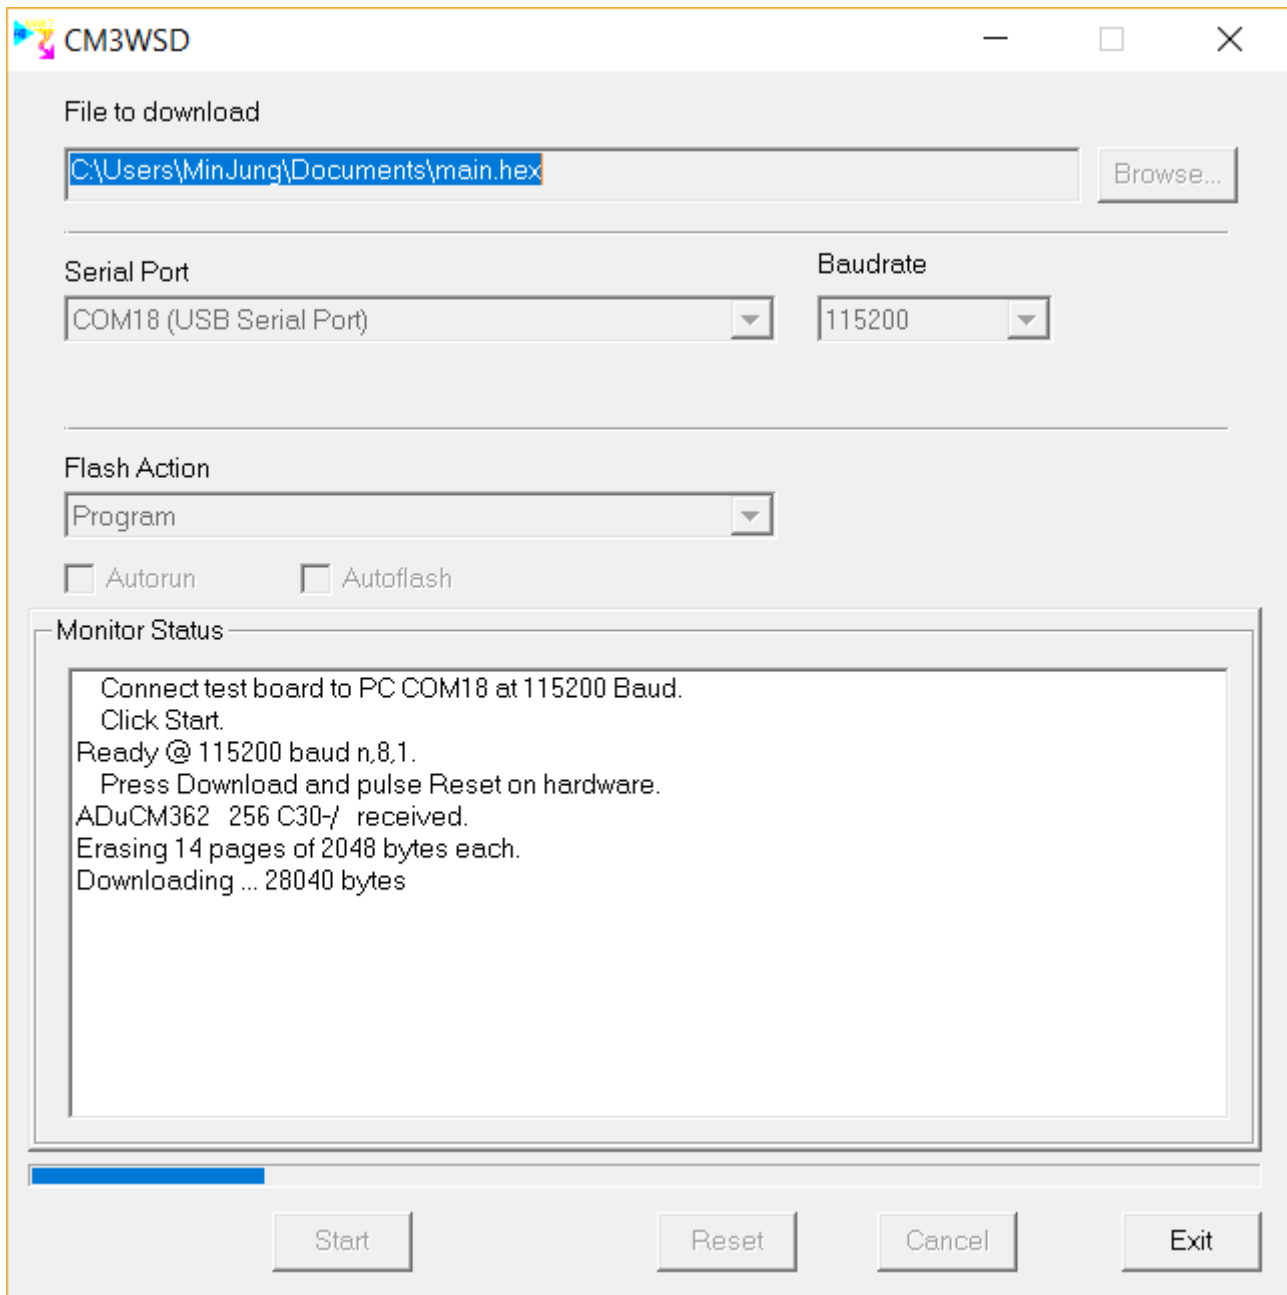 CM3WSD
File to download
C:\Users\MinJung\Documents\main.hex
Browse...
Serial Port
Baudrate
COM18 (USB Serial Port)
115200
Flash Action
Program
Autorun
Autoflash
Monitor Status
Connect test board to PC COM18 at 115200 Baud.
Click Start.
Ready @ 115200 baud n,8,1.
Press Download and pulse Reset on hardware.
ADuCM362 256 C30-/ received.
Erasing 14 pages of 2048 bytes each.
Downloading ... 28040 bytes
Start
Reset
Cancel
Exit